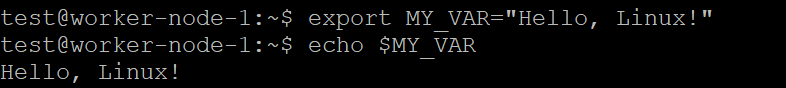 test@worker-node-1:~$ export MY_VAR="Hello, Linux!"
test@worker-node-1:~$ echo $MY_VAR
Hello, Linux!